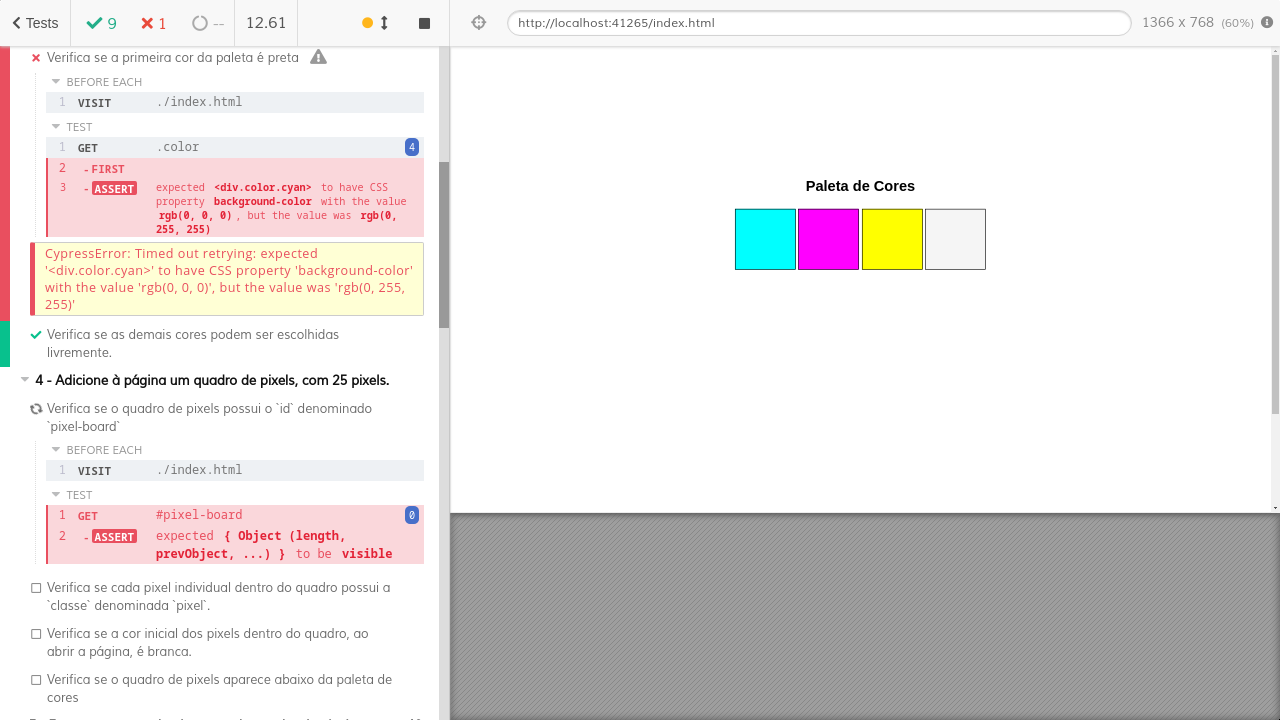 Tests 9 1 -- 12.61 http://localhost:41265/index.html 1366 x 768 (60%)
Verifica se a primeira cor da paleta é preta
BEFORE EACH
1 VISIT ./index.html
TEST
1 GET .color 4
2 -FIRST
3 -ASSERT expected <div.color.cyan> to have CSS
property background-color with the value
rgb(0, 0, 0) , but the value was rgb(0,
255, 255)
CypressError: Timed out retrying: expected
'<div.color.cyan>' to have CSS property 'background-color'
with the value 'rgb(0, 0, 0)', but the value was 'rgb(0, 255,
255)'
Verifica se as demais cores podem ser escolhidas
livremente.
4 - Adicione à página um quadro de pixels, com 25 pixels.
Verifica se o quadro de pixels possui o `id` denominado
`pixel-board`
BEFORE EACH
1 VISIT ./index.html
TEST
1 GET #pixel-board 0
2 -ASSERT expected { Object (length,
prevObject, ...) } to be visible
Verifica se cada pixel individual dentro do quadro possui a
`classe` denominada `pixel`.
Verifica se a cor inicial dos pixels dentro do quadro, ao
abrir a página, é branca.
Verifica se o quadro de pixels aparece abaixo da paleta de
cores
Paleta de Cores